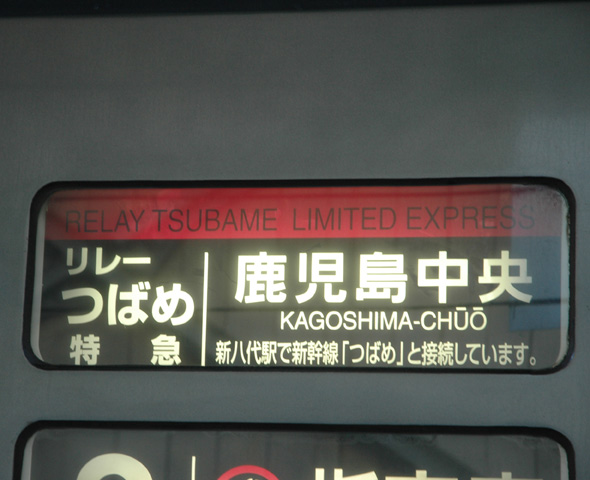 RELAY TSUBAME LIMITED EXPRESS
リレー
つばめ
特急
鹿児島中央
KAGOSHIMA-CHŪŌ
新八代駅で新幹線「つばめ」と接続しています。